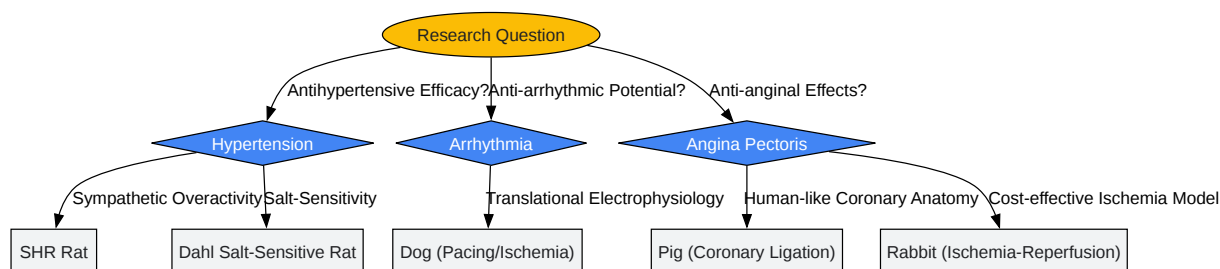 Research Question
Antihypertensive Efficacy?
Anti-arrhythmic Potential?
Anti-anginal Effects?
Hypertension
Arrhythmia
Angina Pectoris
Sympathetic Overactivity
Salt-Sensitivity
Translational Electrophysiology
Human-like Coronary Anatomy
Cost-effective Ischemia Model
SHR Rat
Dahl Salt-Sensitive Rat
Dog (Pacing/Ischemia)
Pig (Coronary Ligation)
Rabbit (Ischemia-Reperfusion)